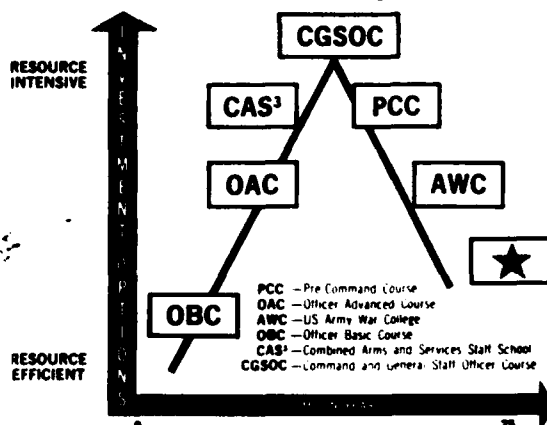 CGSOC
RESOURCE
INTENSIVE
CAS³
PCC
OAC
AWC
OBC
RESOURCE
EFFICIENT
INVESTMENT OPTIONS
PCC — Pre Command Course
OAC — Officer Advanced Course
AWC — US Army War College
OBC — Officer Basic Course
CAS³ — Combined Arms and Services Staff School
CGSOC — Command and General Staff Officer Course